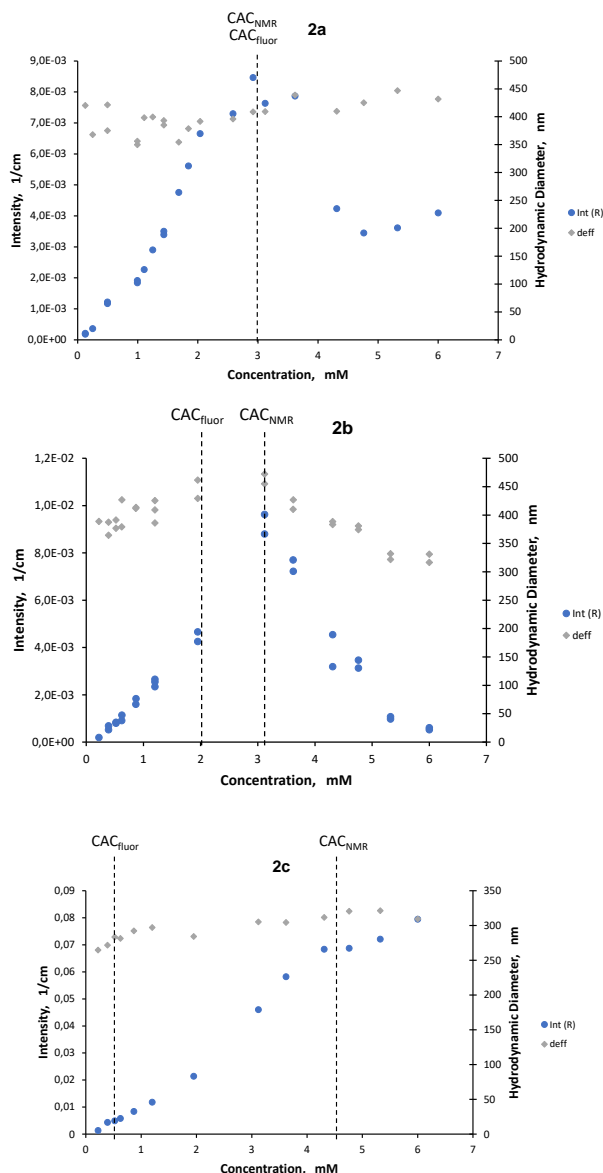 CAC_NMR
CAC_fluor
2a
9,0E-03
8,0E-03
7,0E-03
6,0E-03
5,0E-03
4,0E-03
3,0E-03
2,0E-03
1,0E-03
0,0E+00
Intensity, 1/cm
500
450
400
350
300
250
200
150
100
50
0
Hydrodynamic Diameter, nm
Int (R)
deff
0 1 2 3 4 5 6 7
Concentration, mM
CAC_fluor CAC_NMR
2b
1,2E-02
1,0E-02
8,0E-03
6,0E-03
4,0E-03
2,0E-03
0,0E+00
Intensity, 1/cm
500
450
400
350
300
250
200
150
100
50
0
Hydrodynamic Diameter, nm
Int (R)
deff
0 1 2 3 4 5 6 7
Concentration, mM
CAC_fluor CAC_NMR
2c
0,09
0,08
0,07
0,06
0,05
0,04
0,03
0,02
0,01
0
Intensity, 1/cm
350
300
250
200
150
100
50
0
Hydrodynamic Diameter, nm
Int (R)
deff
0 1 2 3 4 5 6 7
Concentration, mM